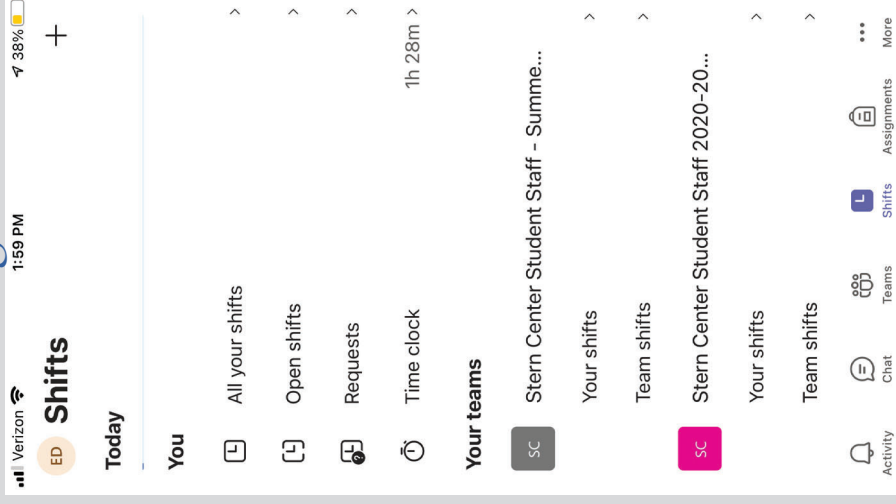 Verizon 1:59 PM 38%
ED Shifts +
Today
You
All your shifts
Open shifts
Requests
Time clock 1h 28m
Your teams
SC Stern Center Student Staff - Summe...
Your shifts
Team shifts
SC Stern Center Student Staff 2020-20...
Your shifts
Team shifts
Activity Chat Teams Shifts Assignments More